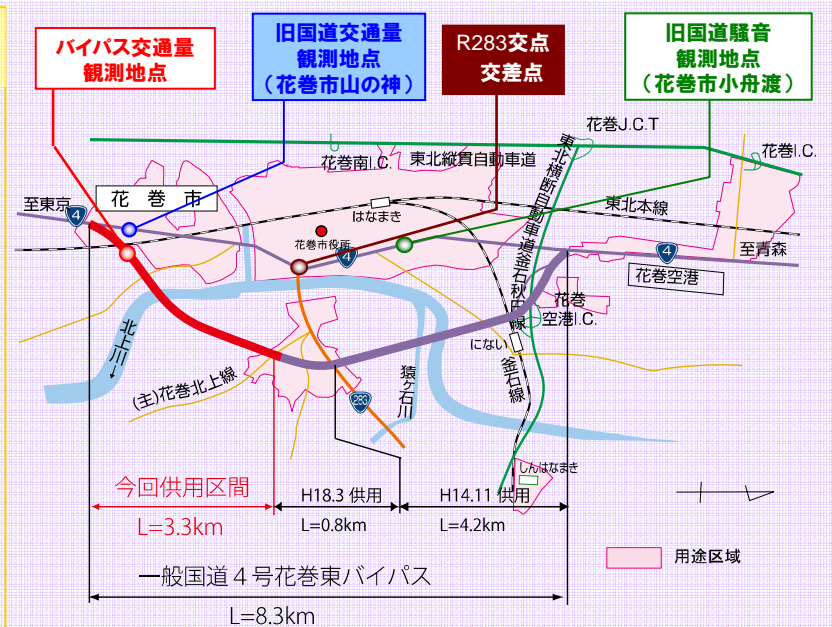 バイパス交通量
観測地点
旧国道交通量
観測地点
（花巻市山の神）
R283交点
交差点
旧国道騒音
観測地点
（花巻市小舟渡）
花巻J.C.T
花巻南I.C.
東北縦貫自動車道
花巻I.C.
東北横断自動車道釜石秋田線
至東京
4
花巻市
はなまき
東北本線
花巻市役所
4
4
至青森
花巻空港
花巻
空港I.C.
北上川
にない
釜石線
(主)花巻北上線
猿ヶ石川
283
しんはなまき
今回供用区間
L=3.3km
H18.3 供用
L=0.8km
H14.11 供用
L=4.2km
用途区域
一般国道４号花巻東バイパス
L=8.3km